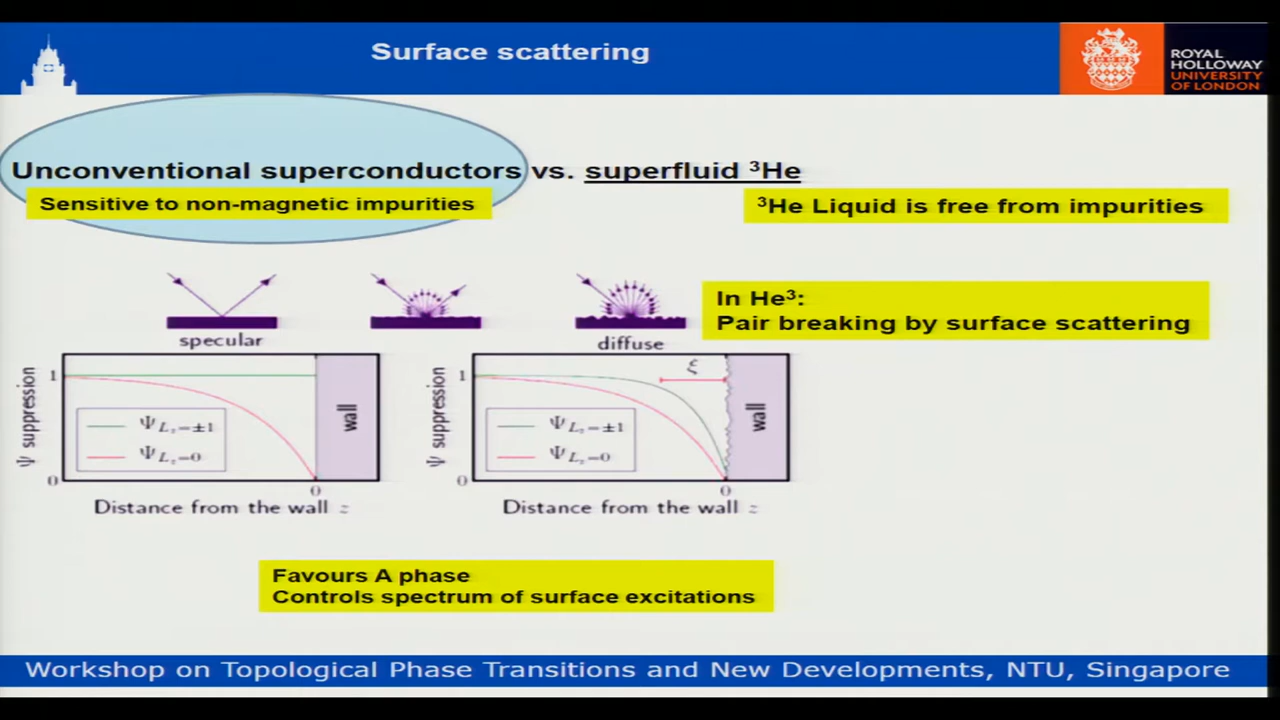 Surface scattering
ROYAL
HOLLOWAY
UNIVERSITY
OF LONDON
Unconventional superconductors vs. superfluid ³He
Sensitive to non-magnetic impurities
³He Liquid is free from impurities
In He³:
Pair breaking by surface scattering
specular
diffuse
Ψ suppression
1
0
Ψ_{L_z=±1}
Ψ_{L_z=0}
wall
0
Distance from the wall z
Ψ suppression
1
0
ξ
Ψ_{L_z=±1}
Ψ_{L_z=0}
wall
0
Distance from the wall z
Favours A phase
Controls spectrum of surface excitations
Workshop on Topological Phase Transitions and New Developments, NTU, Singapore